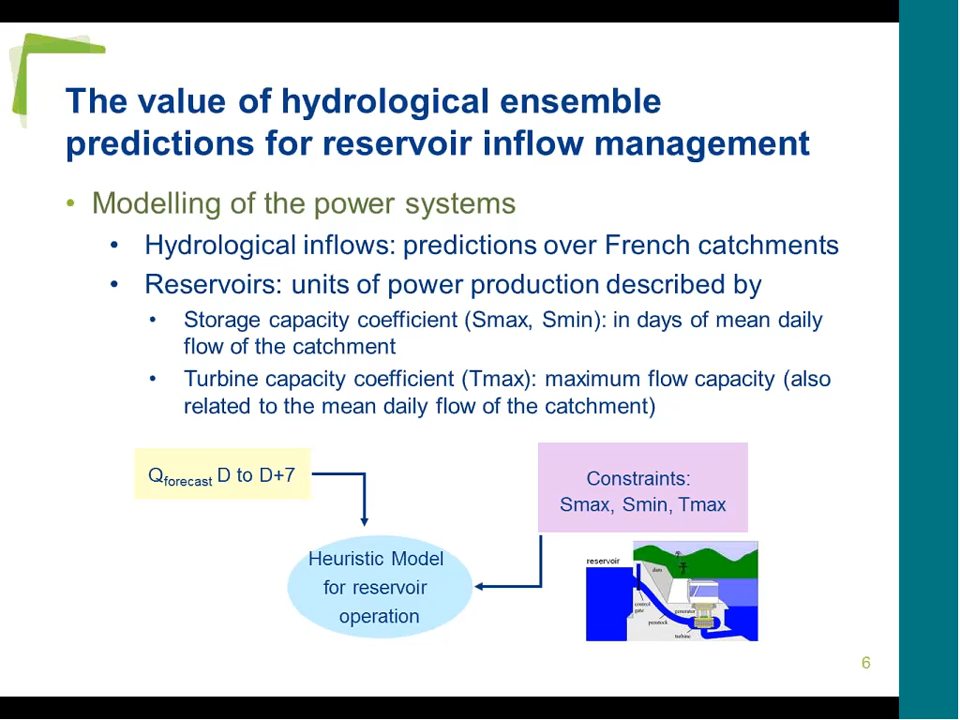 The value of hydrological ensemble
predictions for reservoir inflow management
• Modelling of the power systems
• Hydrological inflows: predictions over French catchments
• Reservoirs: units of power production described by
• Storage capacity coefficient (Smax, Smin): in days of mean daily
flow of the catchment
• Turbine capacity coefficient (Tmax): maximum flow capacity (also
related to the mean daily flow of the catchment)
Qforecast D to D+7
Constraints:
Smax, Smin, Tmax
Heuristic Model
for reservoir
operation
reservoir
dam
control
gate
generator
penstock
turbine
6